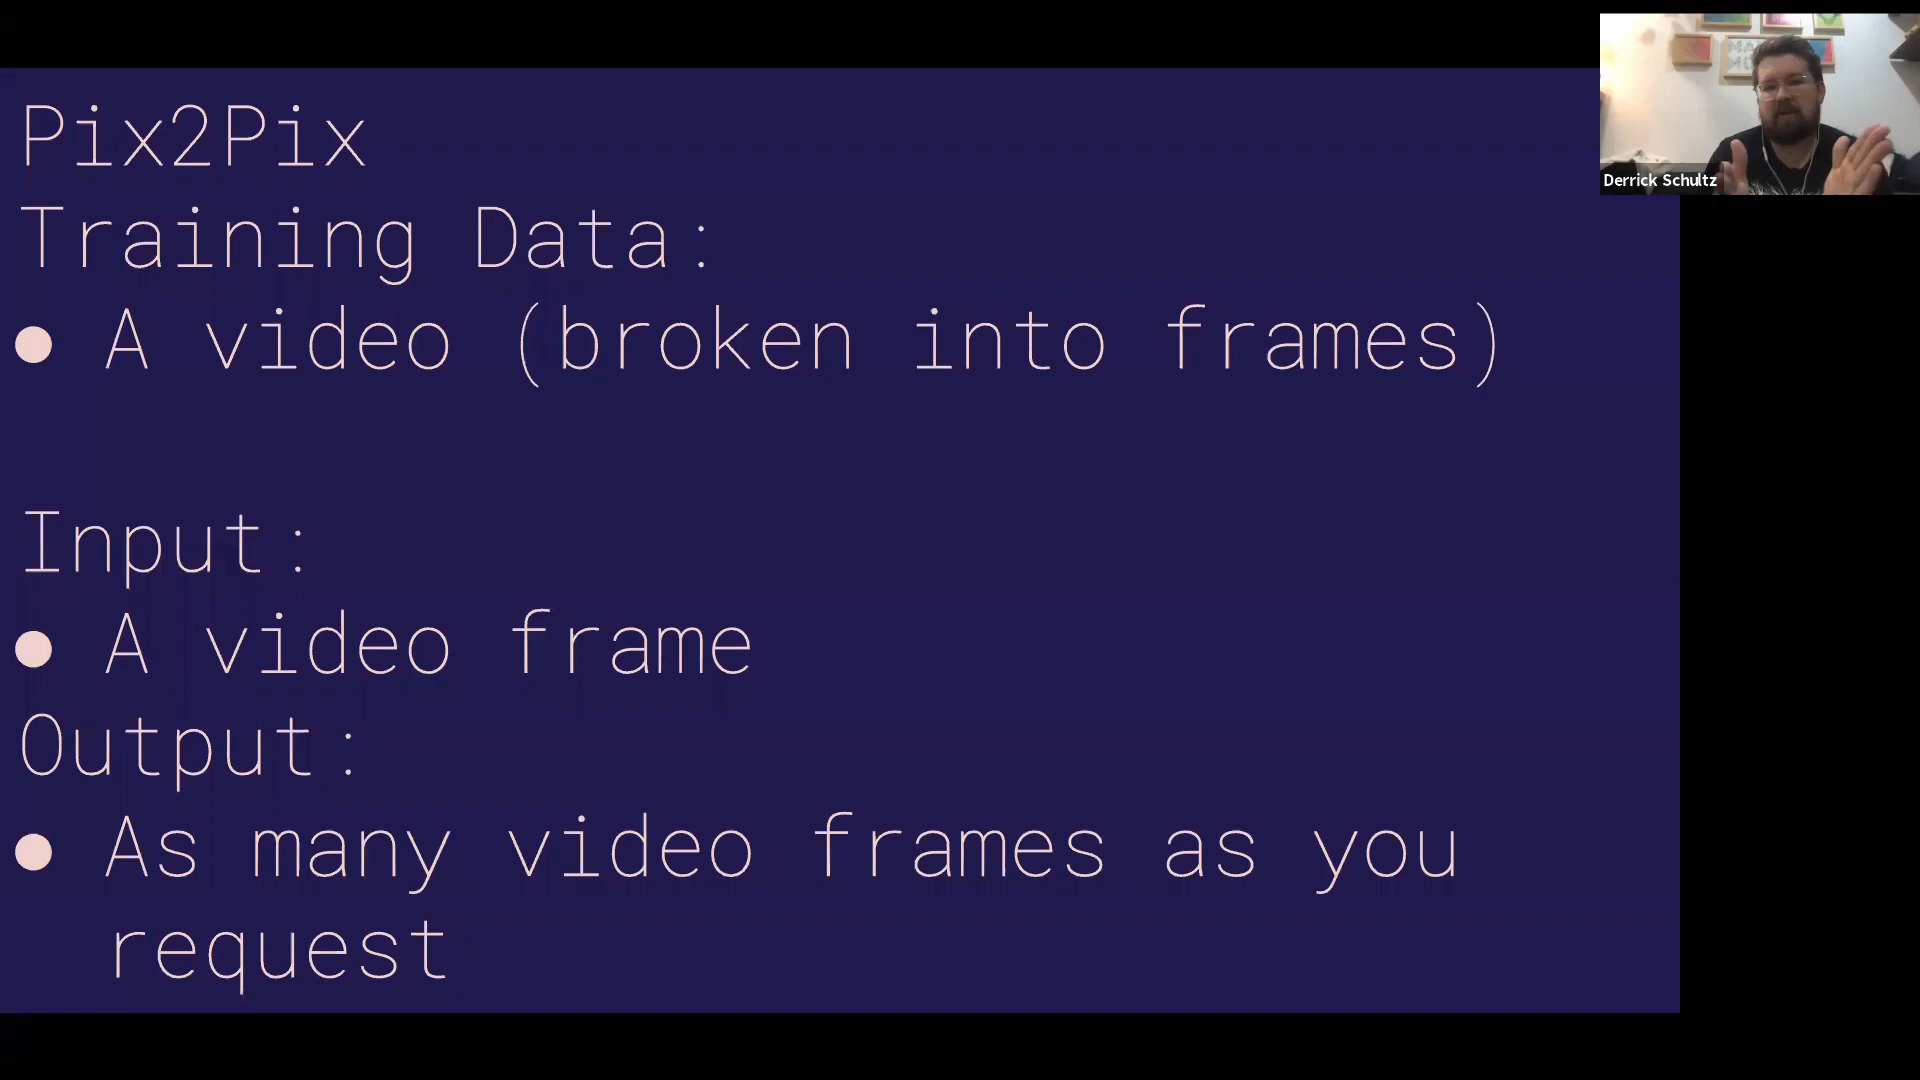 Pix2Pix
Training Data:
● A video (broken into frames)
Input:
● A video frame
Output:
● As many video frames as you
request
Derrick Schultz